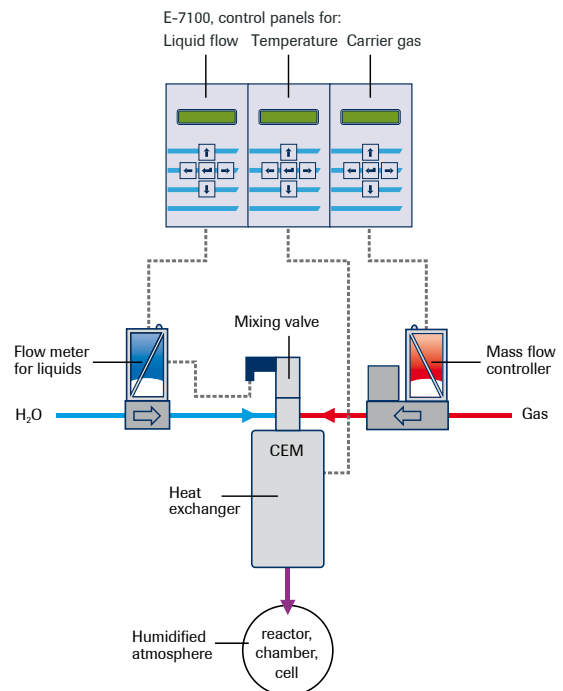 E-7100, control panels for:
Liquid flow Temperature Carrier gas
Mixing valve
Flow meter
for liquids
Mass flow
controller
H₂O
Gas
CEM
Heat
exchanger
Humidified
atmosphere
reactor,
chamber,
cell